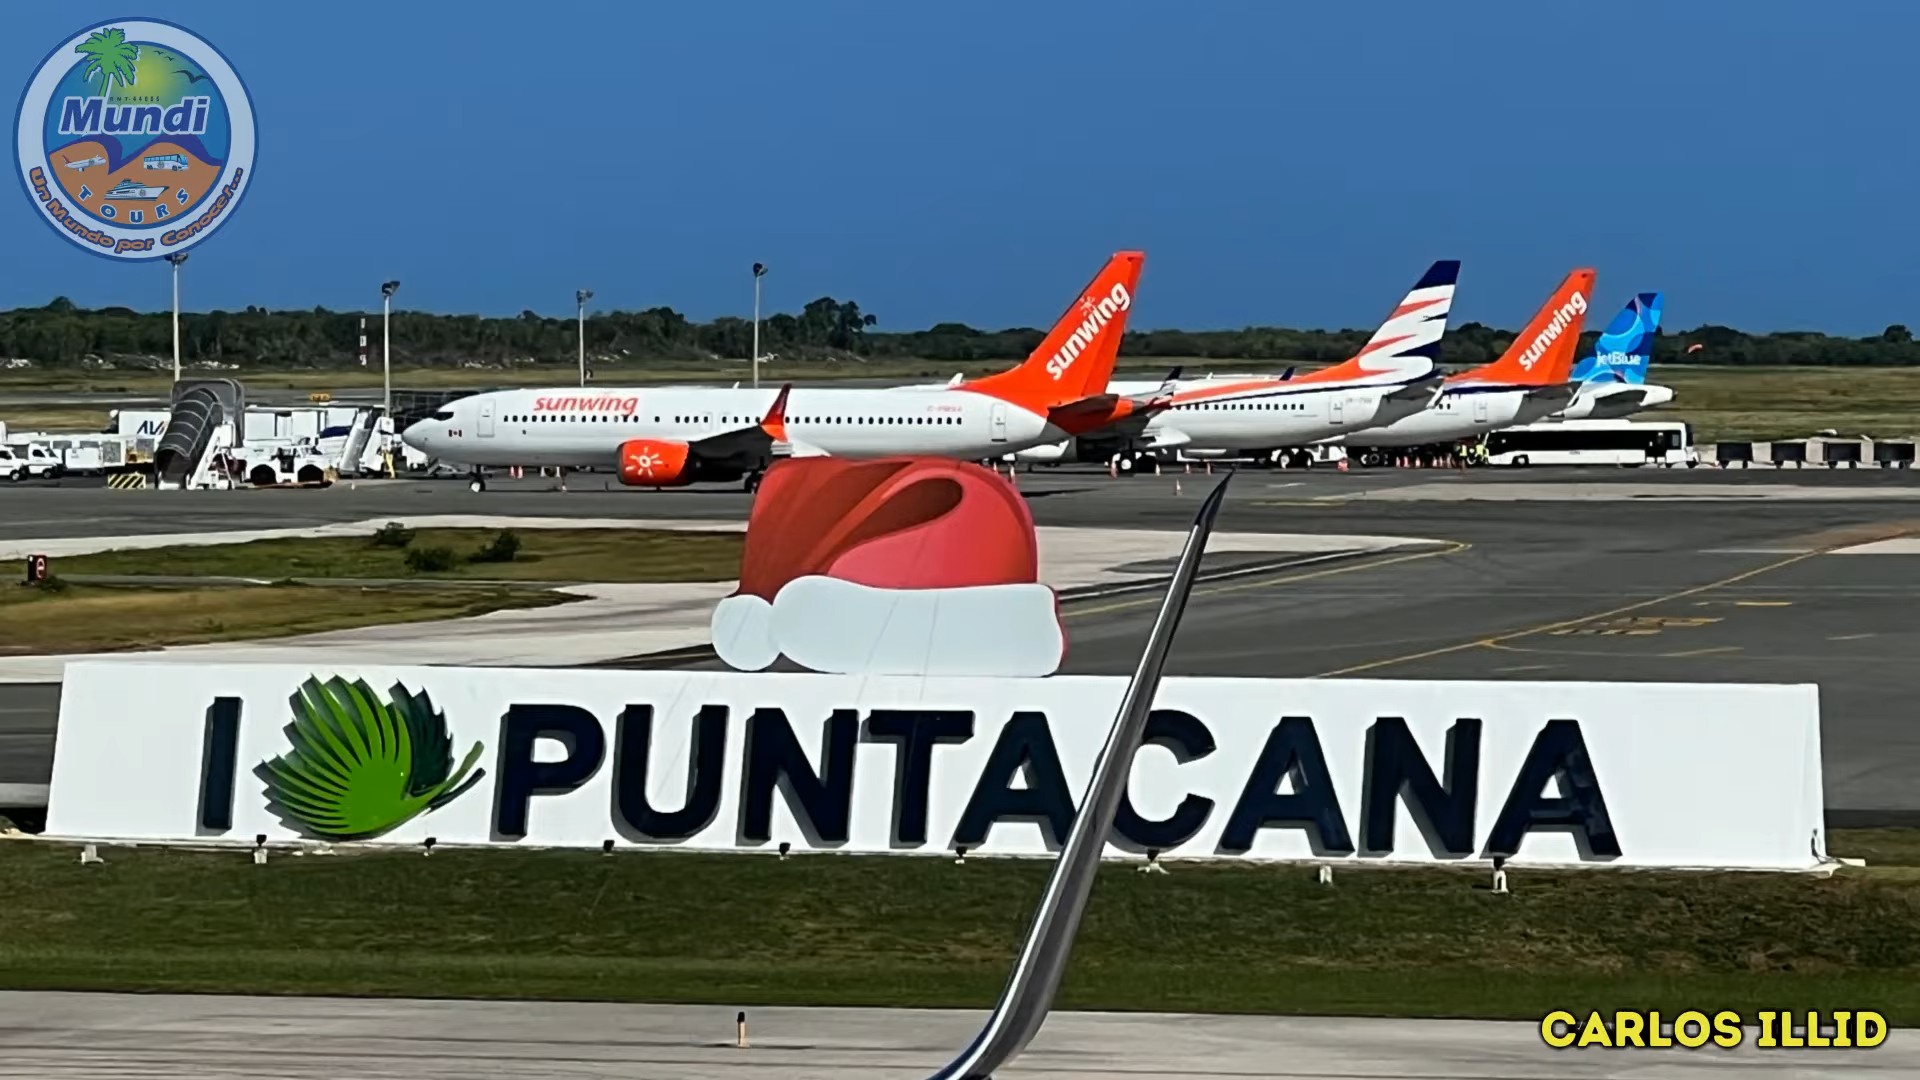 Mundi
TOURS
Un Mundo por Conocer...
sunwing
sunwing
sunwing
jetBlue
I PUNTACANA
CARLOS ILLID